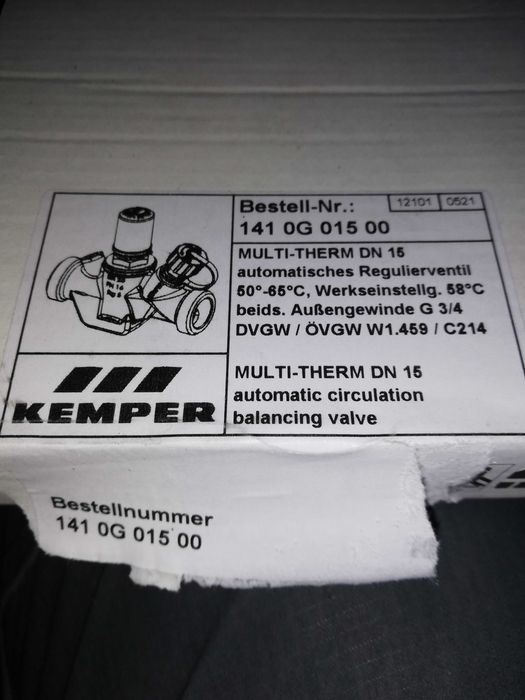 Bestell-Nr.: 12101 0521
141 0G 015 00
MULTI-THERM DN 15
automatisches Regulierventil
50°-65°C, Werkseinstellg. 58°C
beids. Außengewinde G 3/4
DVGW / ÖVGW W1.459 / C214
KEMPER
MULTI-THERM DN 15
automatic circulation
balancing valve
Bestellnummer
141 0G 015 00